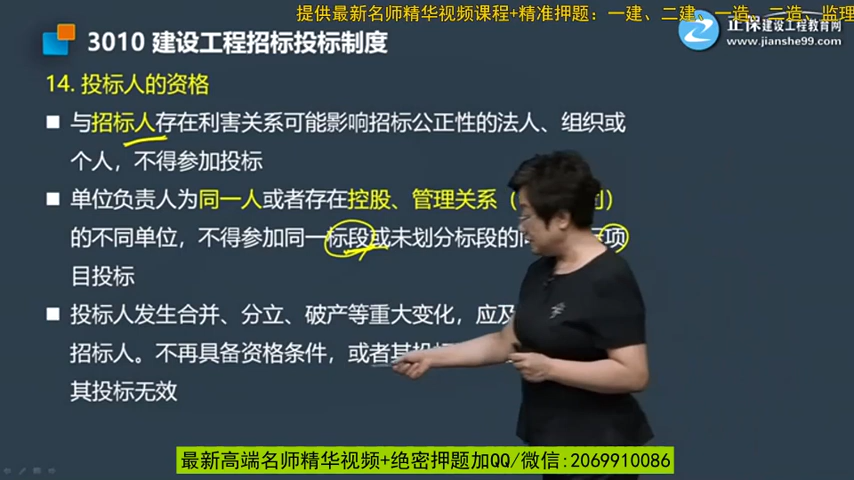 提供最新名师精华视频课程+精准押题：一建、二建、一造、二造、监理
正保建设工程教育网
www.jianshe99.com
3010 建设工程招标投标制度
14. 投标人的资格
与招标人存在利害关系可能影响招标公正性的法人、组织或
个人，不得参加投标
单位负责人为同一人或者存在控股、管理关系（
）
的不同单位，不得参加同一标段或未划分标段的同
项
目投标
投标人发生合并、分立、破产等重大变化，应及
招标人。不再具备资格条件，或者其投标
其投标无效
最新高端名师精华视频+绝密押题加QQ/微信:2069910086